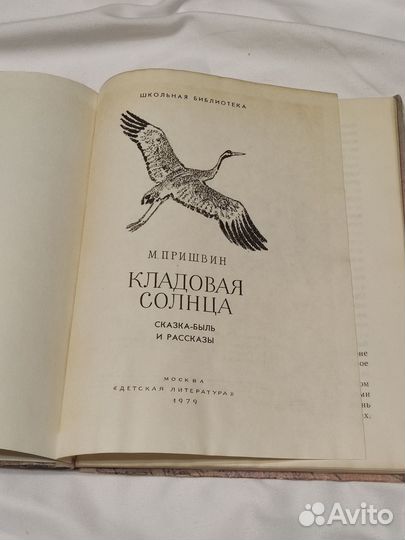 ШКОЛЬНАЯ БИБЛИОТЕКА
М. ПРИШВИН
КЛАДОВАЯ
СОЛНЦА
СКАЗКА-БЫЛЬ
И РАССКАЗЫ
МОСКВА
«ДЕТСКАЯ ЛИТЕРАТУРА»
1979
Avito